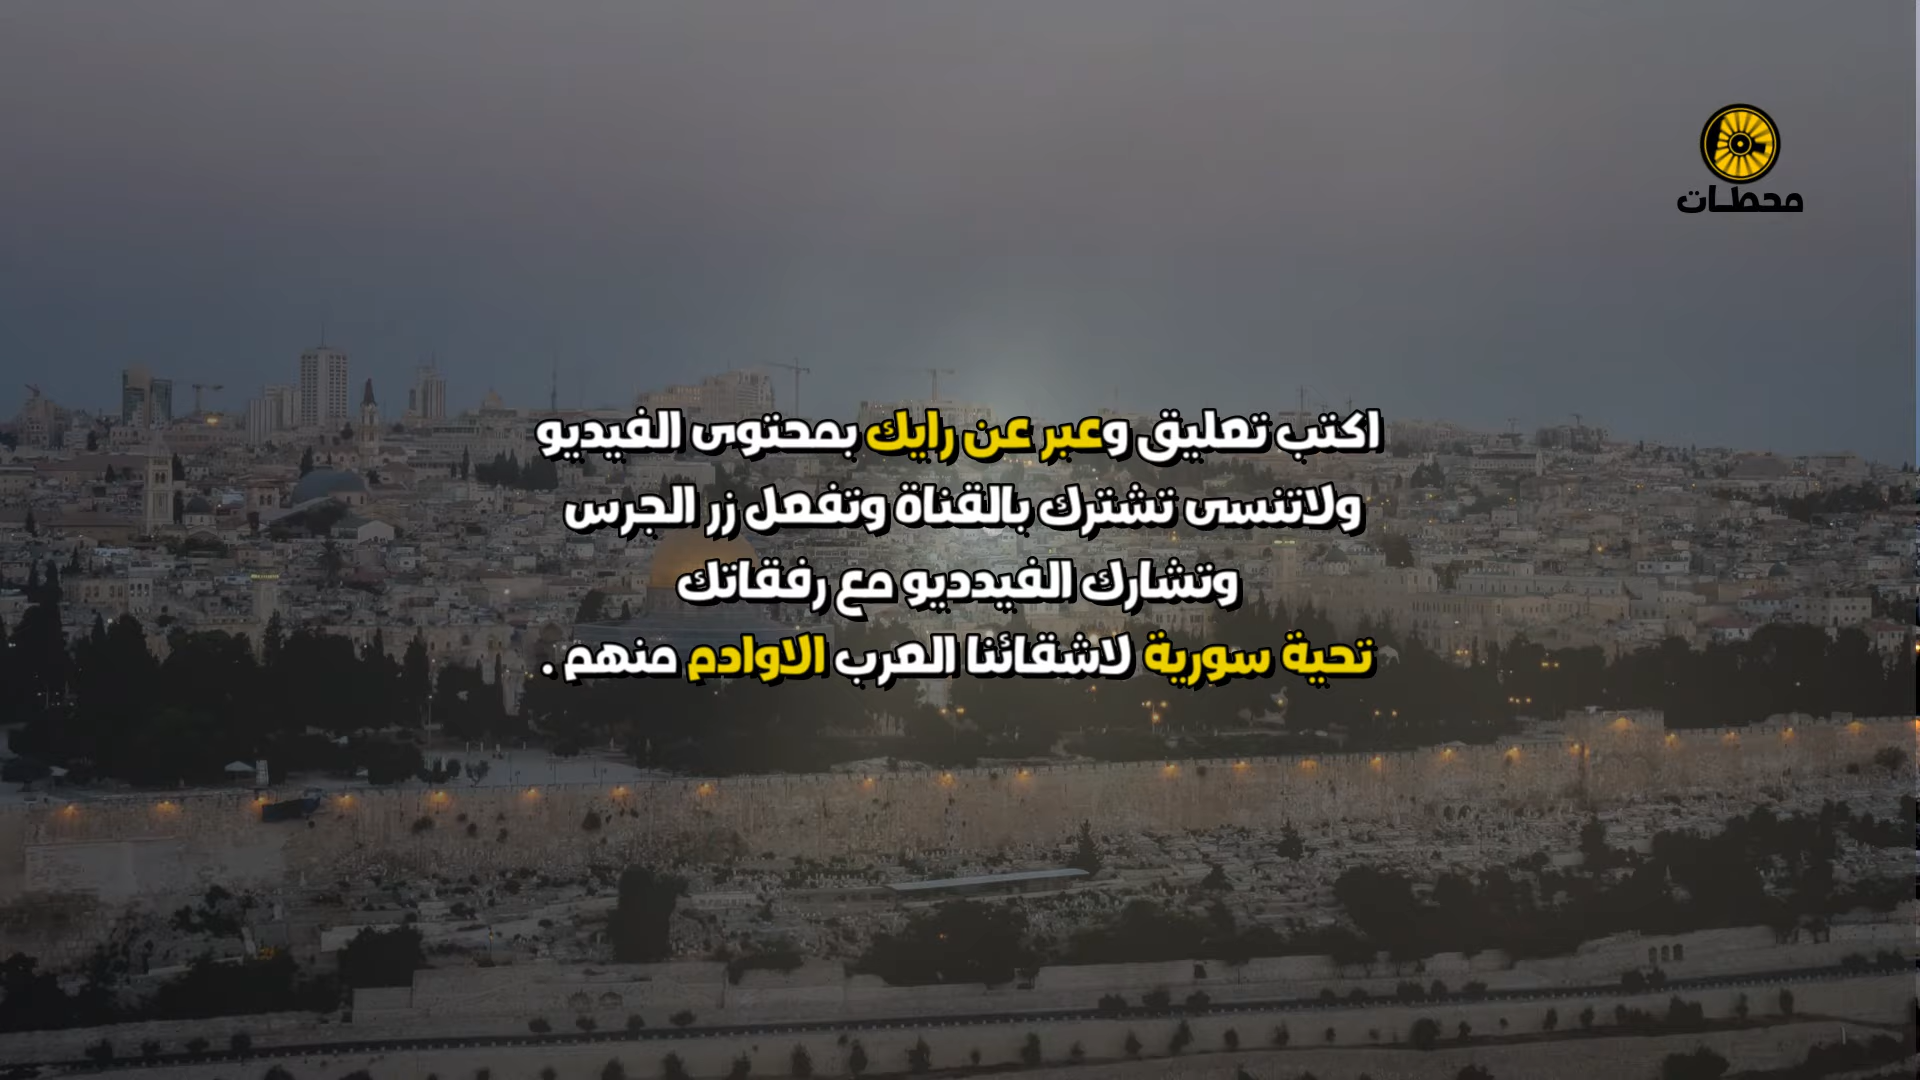 محطات
اكتب تعليق وعبر عن رايك بمحتوى الفيديو
ولاتنسى تشترك بالقناة وتفعل زر الجرس
وتشارك الفيدديو مع رفقاتك
تحية سورية لاشقائنا العرب الاوادم منهم .